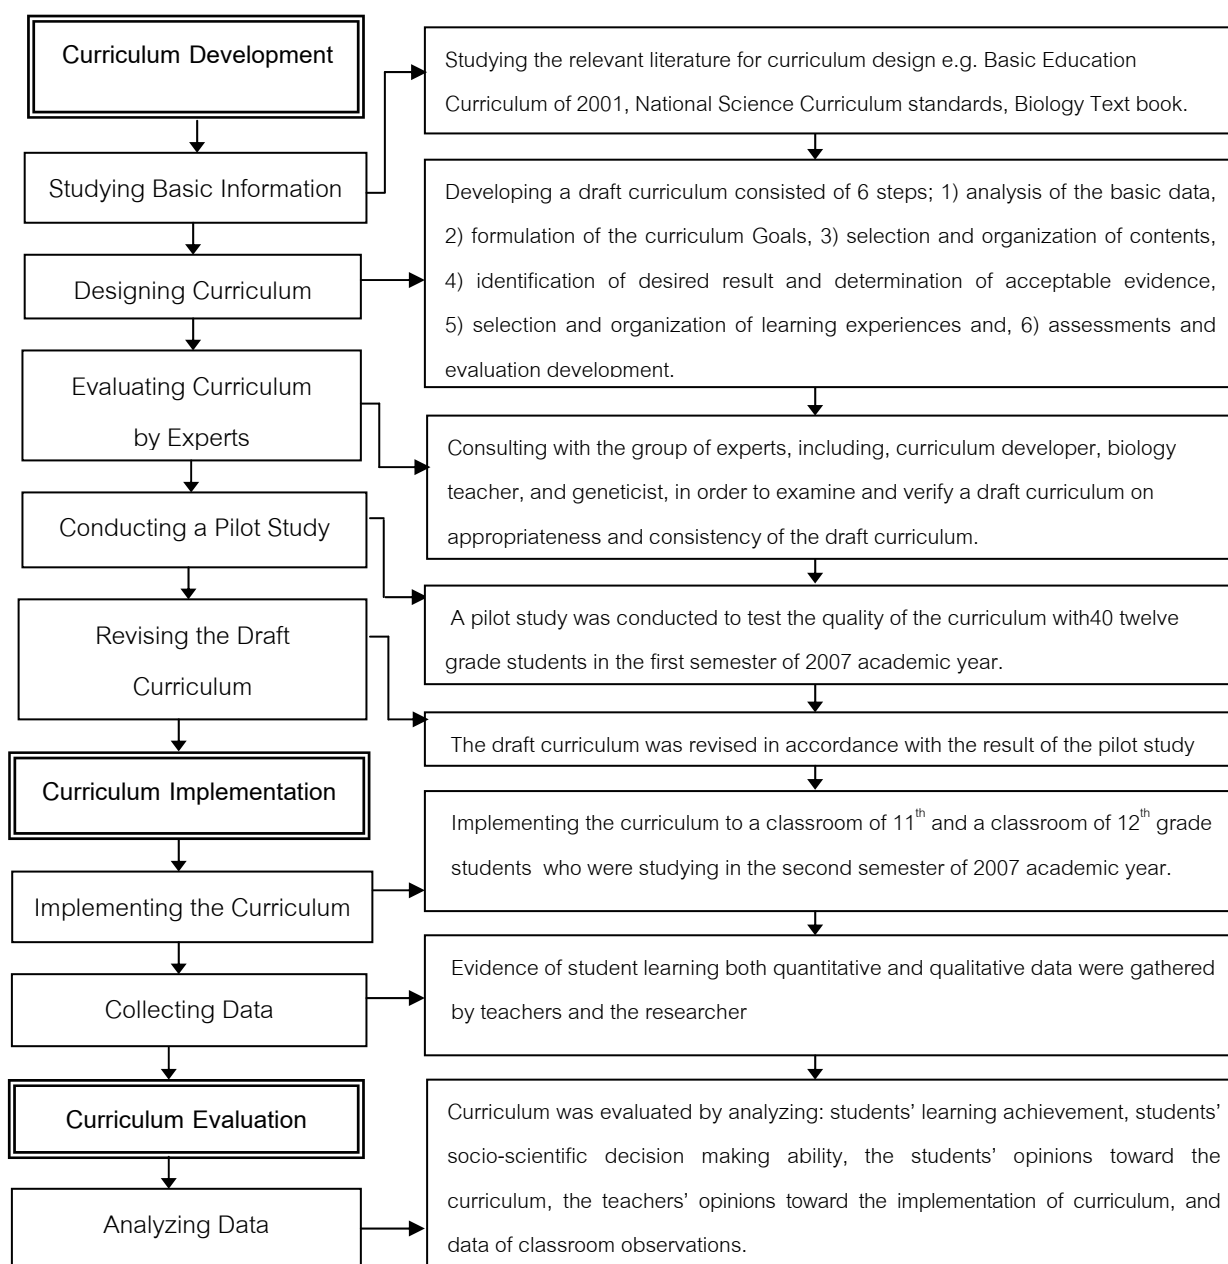 Curriculum Development
Studying the relevant literature for curriculum design e.g. Basic Education
Curriculum of 2001, National Science Curriculum standards, Biology Text book.
Studying Basic Information
Developing a draft curriculum consisted of 6 steps; 1) analysis of the basic data,
2) formulation of the curriculum Goals, 3) selection and organization of contents,
4) identification of desired result and determination of acceptable evidence,
5) selection and organization of learning experiences and, 6) assessments and
evaluation development.
Designing Curriculum
Evaluating Curriculum
by Experts
Consulting with the group of experts, including, curriculum developer, biology
teacher, and geneticist, in order to examine and verify a draft curriculum on
appropriateness and consistency of the draft curriculum.
Conducting a Pilot Study
A pilot study was conducted to test the quality of the curriculum with40 twelve
grade students in the first semester of 2007 academic year.
Revising the Draft
Curriculum
The draft curriculum was revised in accordance with the result of the pilot study
Curriculum Implementation
Implementing the curriculum to a classroom of 11th and a classroom of 12th grade
students who were studying in the second semester of 2007 academic year.
Implementing the Curriculum
Evidence of student learning both quantitative and qualitative data were gathered
by teachers and the researcher
Collecting Data
Curriculum Evaluation
Curriculum was evaluated by analyzing: students’ learning achievement, students’
socio-scientific decision making ability, the students’ opinions toward the
curriculum, the teachers’ opinions toward the implementation of curriculum, and
data of classroom observations.
Analyzing Data